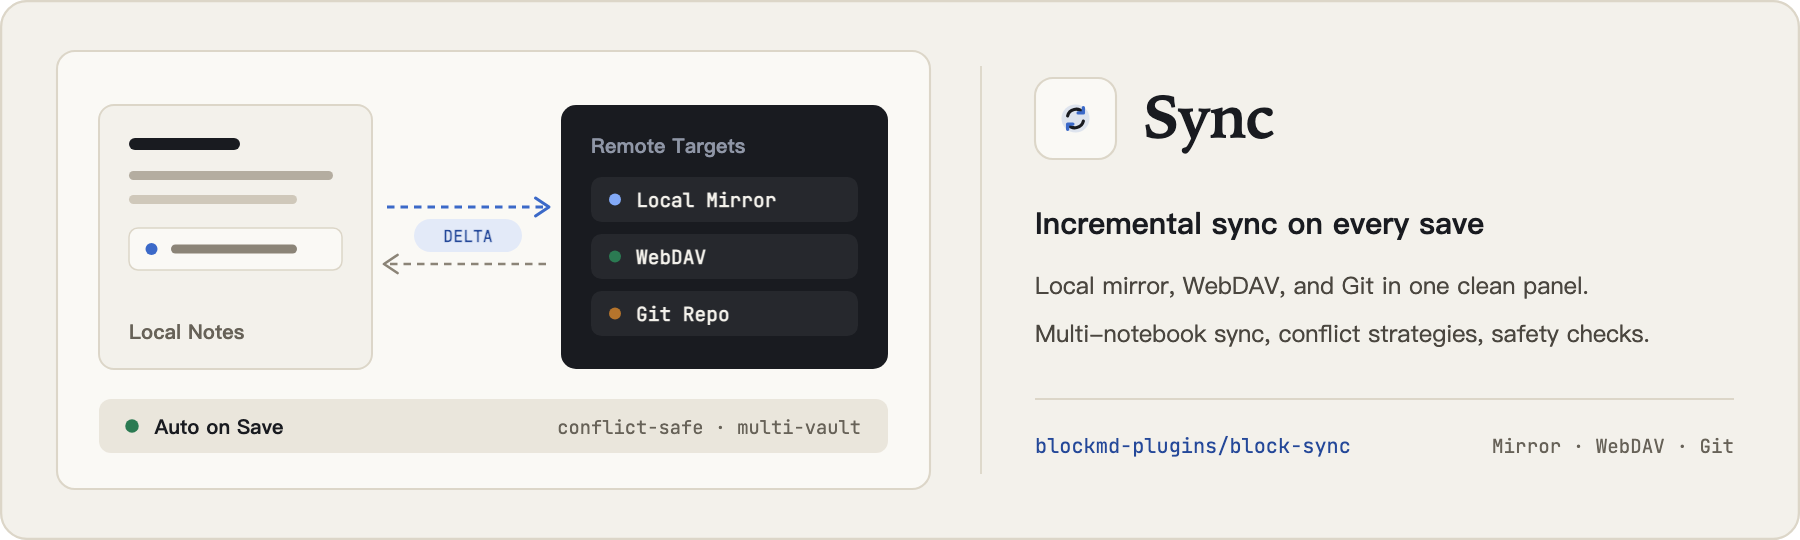 Local Notes
DELTA
Remote Targets
Local Mirror
WebDAV
Git Repo
Auto on Save
conflict-safe · multi-vault
Sync
Incremental sync on every save
Local mirror, WebDAV, and Git in one clean panel.
Multi–notebook sync, conflict strategies, safety checks.
blockmd-plugins/block-sync
Mirror · WebDAV · Git